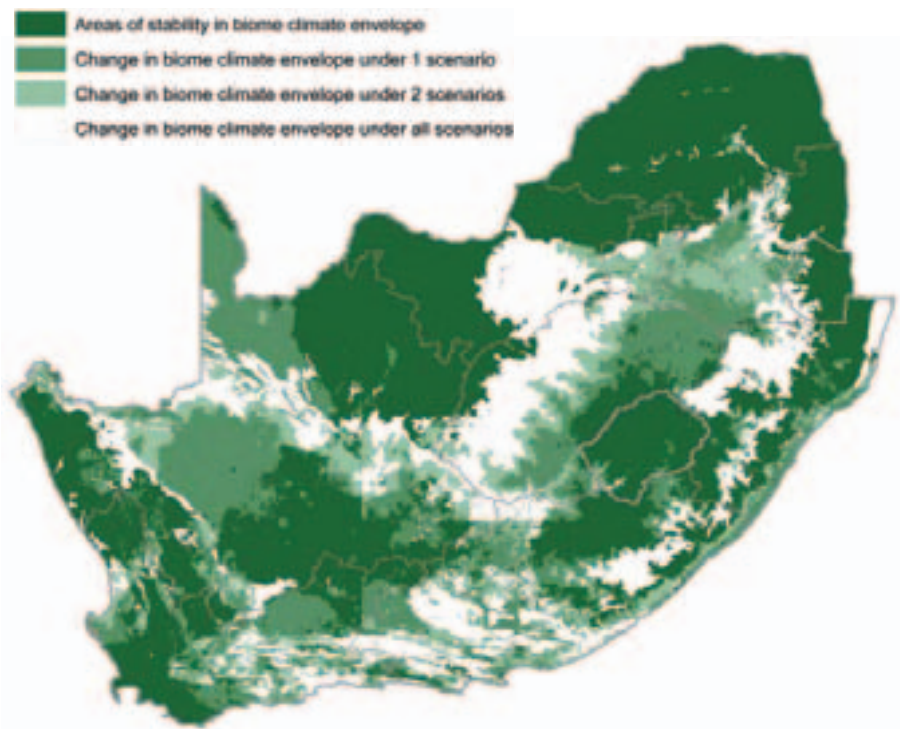 Areas of stability in biome climate envelope
Change in biome climate envelope under 1 scenario
Change in biome climate envelope under 2 scenarios
Change in biome climate envelope under all scenarios